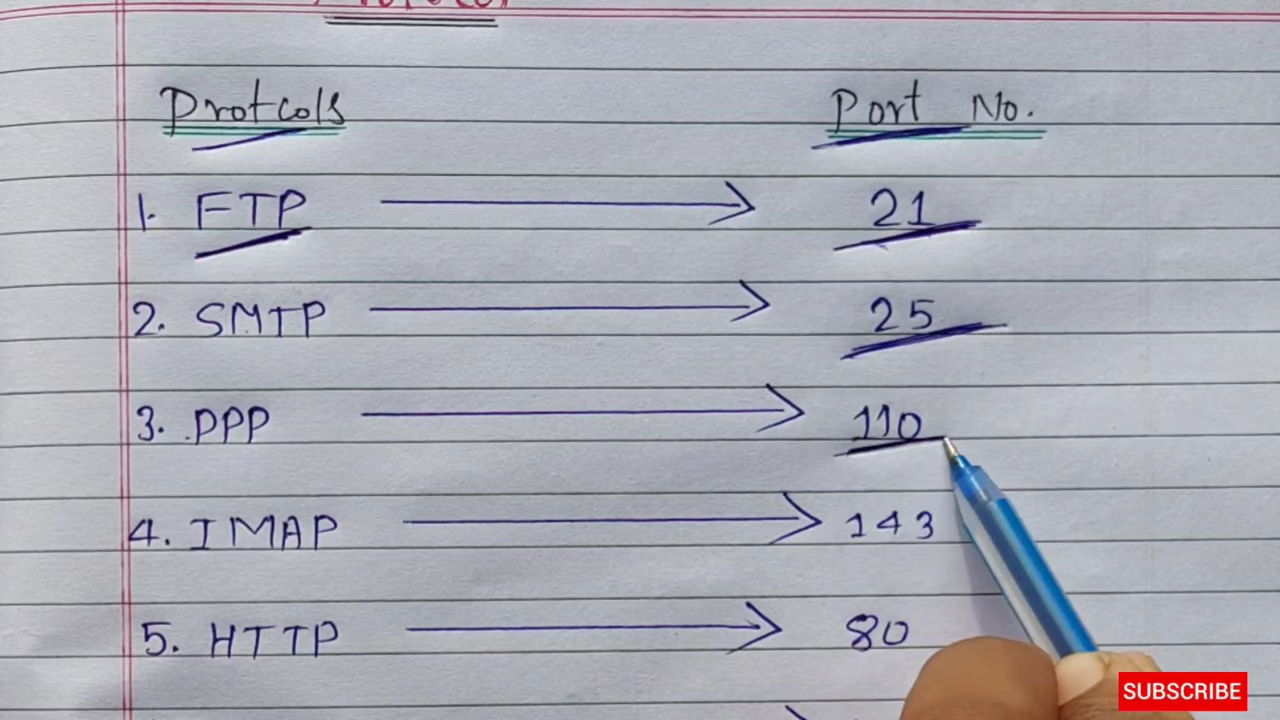 Protcols Port No.
1. FTP 21
2. SMTP 25
3. PPP 110
4. IMAP 143
5. HTTP 80
SUBSCRIBE